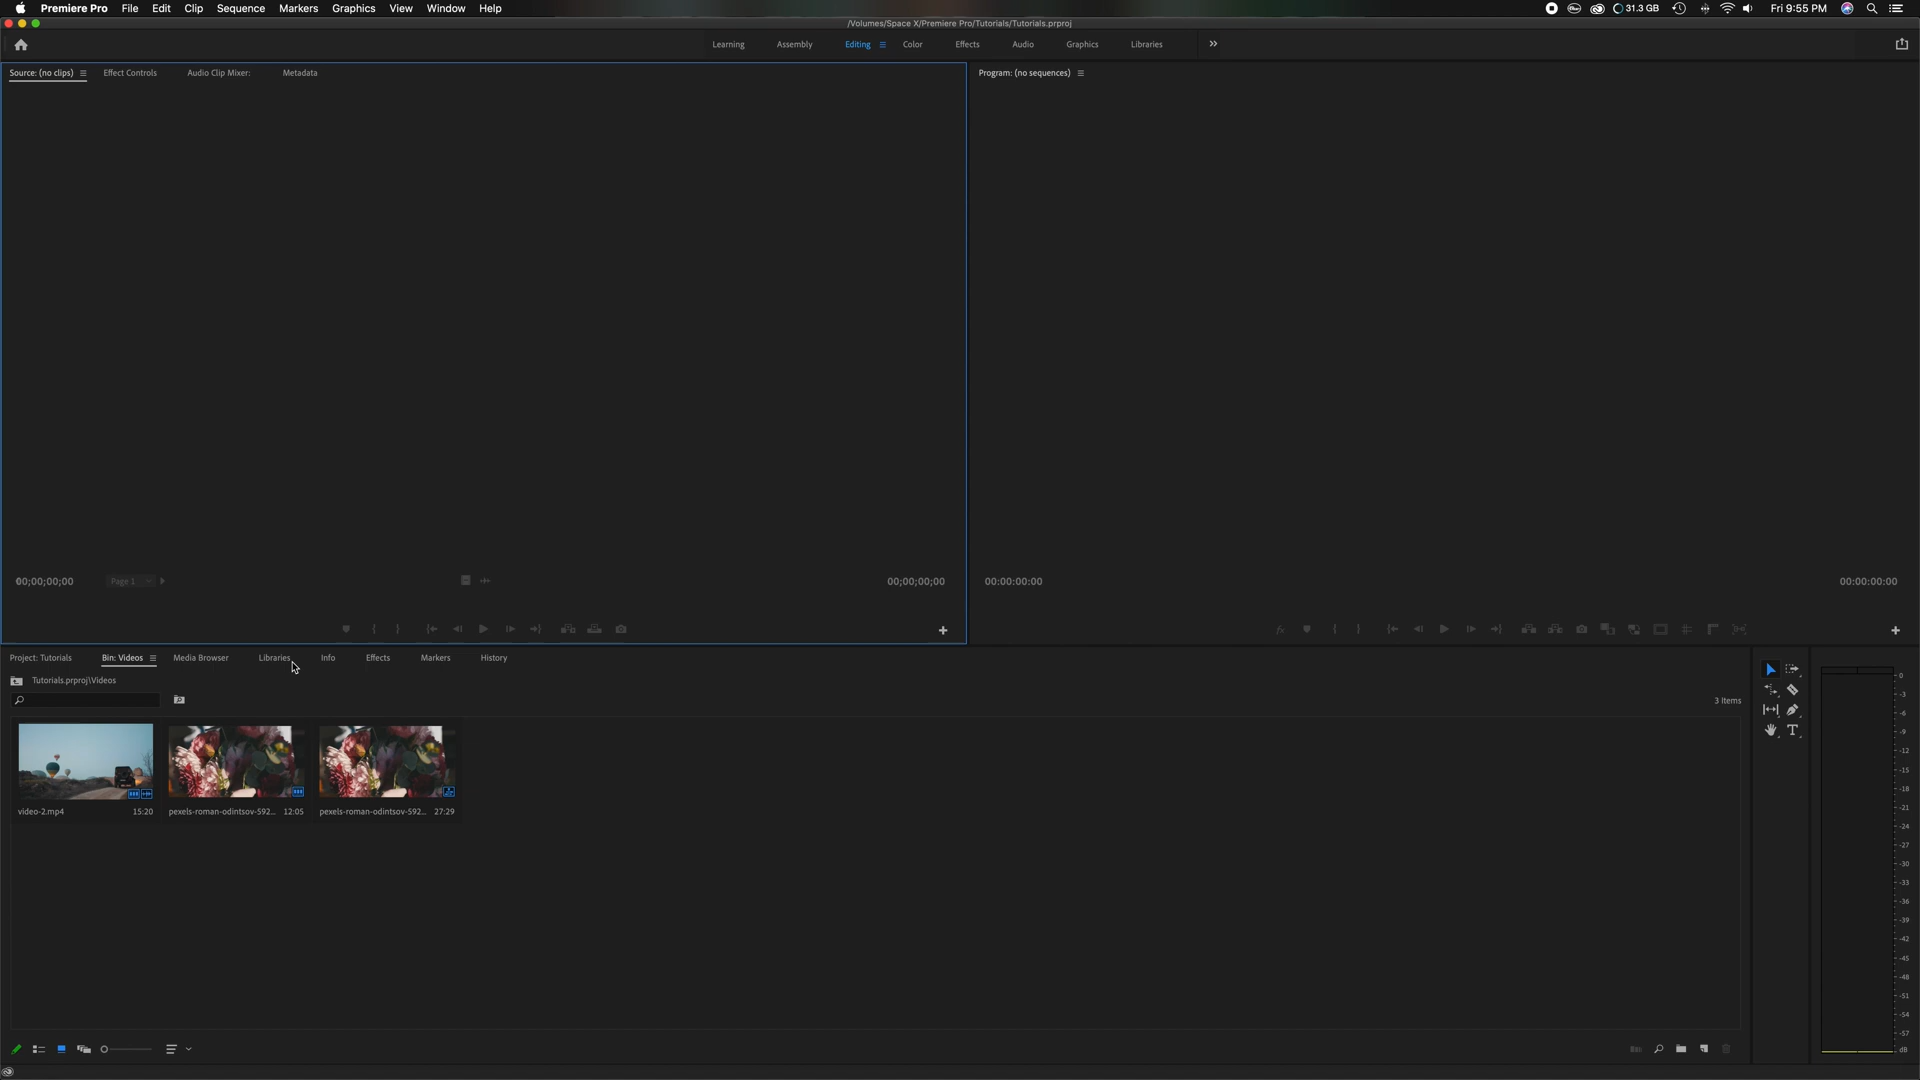 Premiere Pro File Edit Clip Sequence Markers Graphics View Window Help 31.3 GB Fri 9:55 PM
/Volumes/Space X/Premiere Pro/Tutorials/Tutorials.prproj
Learning Assembly Editing Color Effects Audio Graphics Libraries
Source: (no clips) Effect Controls Audio Clip Mixer: Metadata Program: (no sequences)
00;00;00;00 Page 1 00;00;00;00 00:00:00:00 00:00:00:00
Project: Tutorials Bin: Videos Media Browser Libraries Info Effects Markers History
Tutorials.prproj\Videos
3 Items
video-2.mp4 15:20 pexels-roman-odintsov-592... 12:05 pexels-roman-odintsov-592... 27:29
0
-3
-6
-9
-12
-15
-18
-21
-24
-27
-30
-33
-36
-39
-42
-45
-48
-51
-54
-57
dB